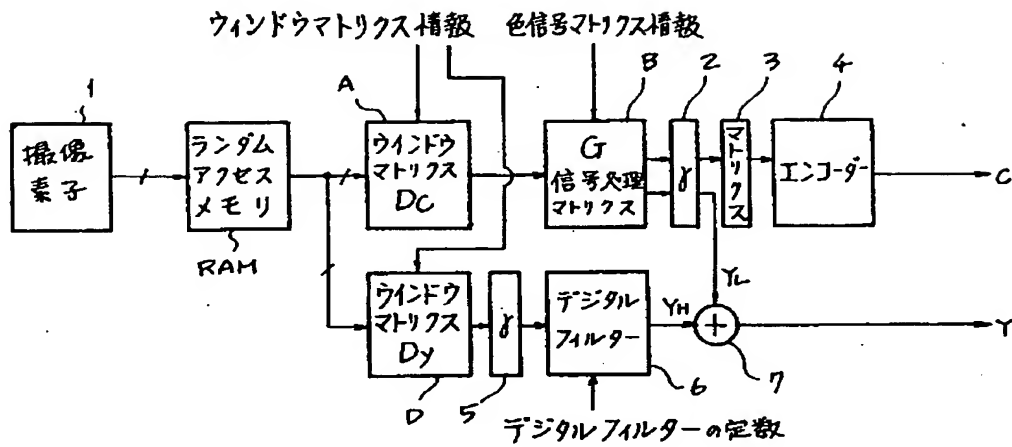 ウィンドウマトリクス情報
色信号マトリクス情報
1
A
B
2
3
4
撮像
素子
ランダム
アクセス
メモリ
RAM
ウインドウ
マトリクス
Dc
G
信号処理
マトリクス
γ
マトリクス
エンコーダー
C
ウインドウ
マトリクス
Dy
D
γ
5
デジタル
フィルター
6
YH
YL
+
7
Y
デジタルフィルターの定数